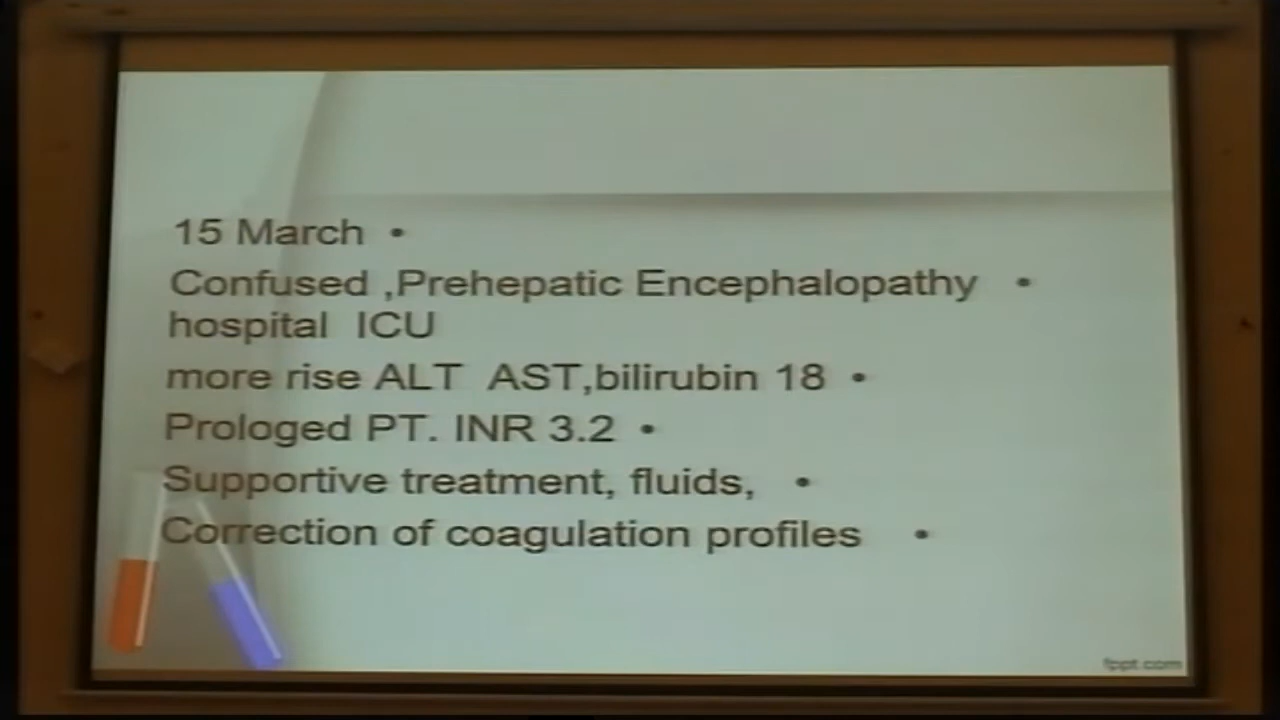 15 March •
Confused ,Prehepatic Encephalopathy •
hospital ICU
more rise ALT AST,bilirubin 18 •
Prologed PT. INR 3.2 •
Supportive treatment, fluids, •
Correction of coagulation profiles •
fppt.com